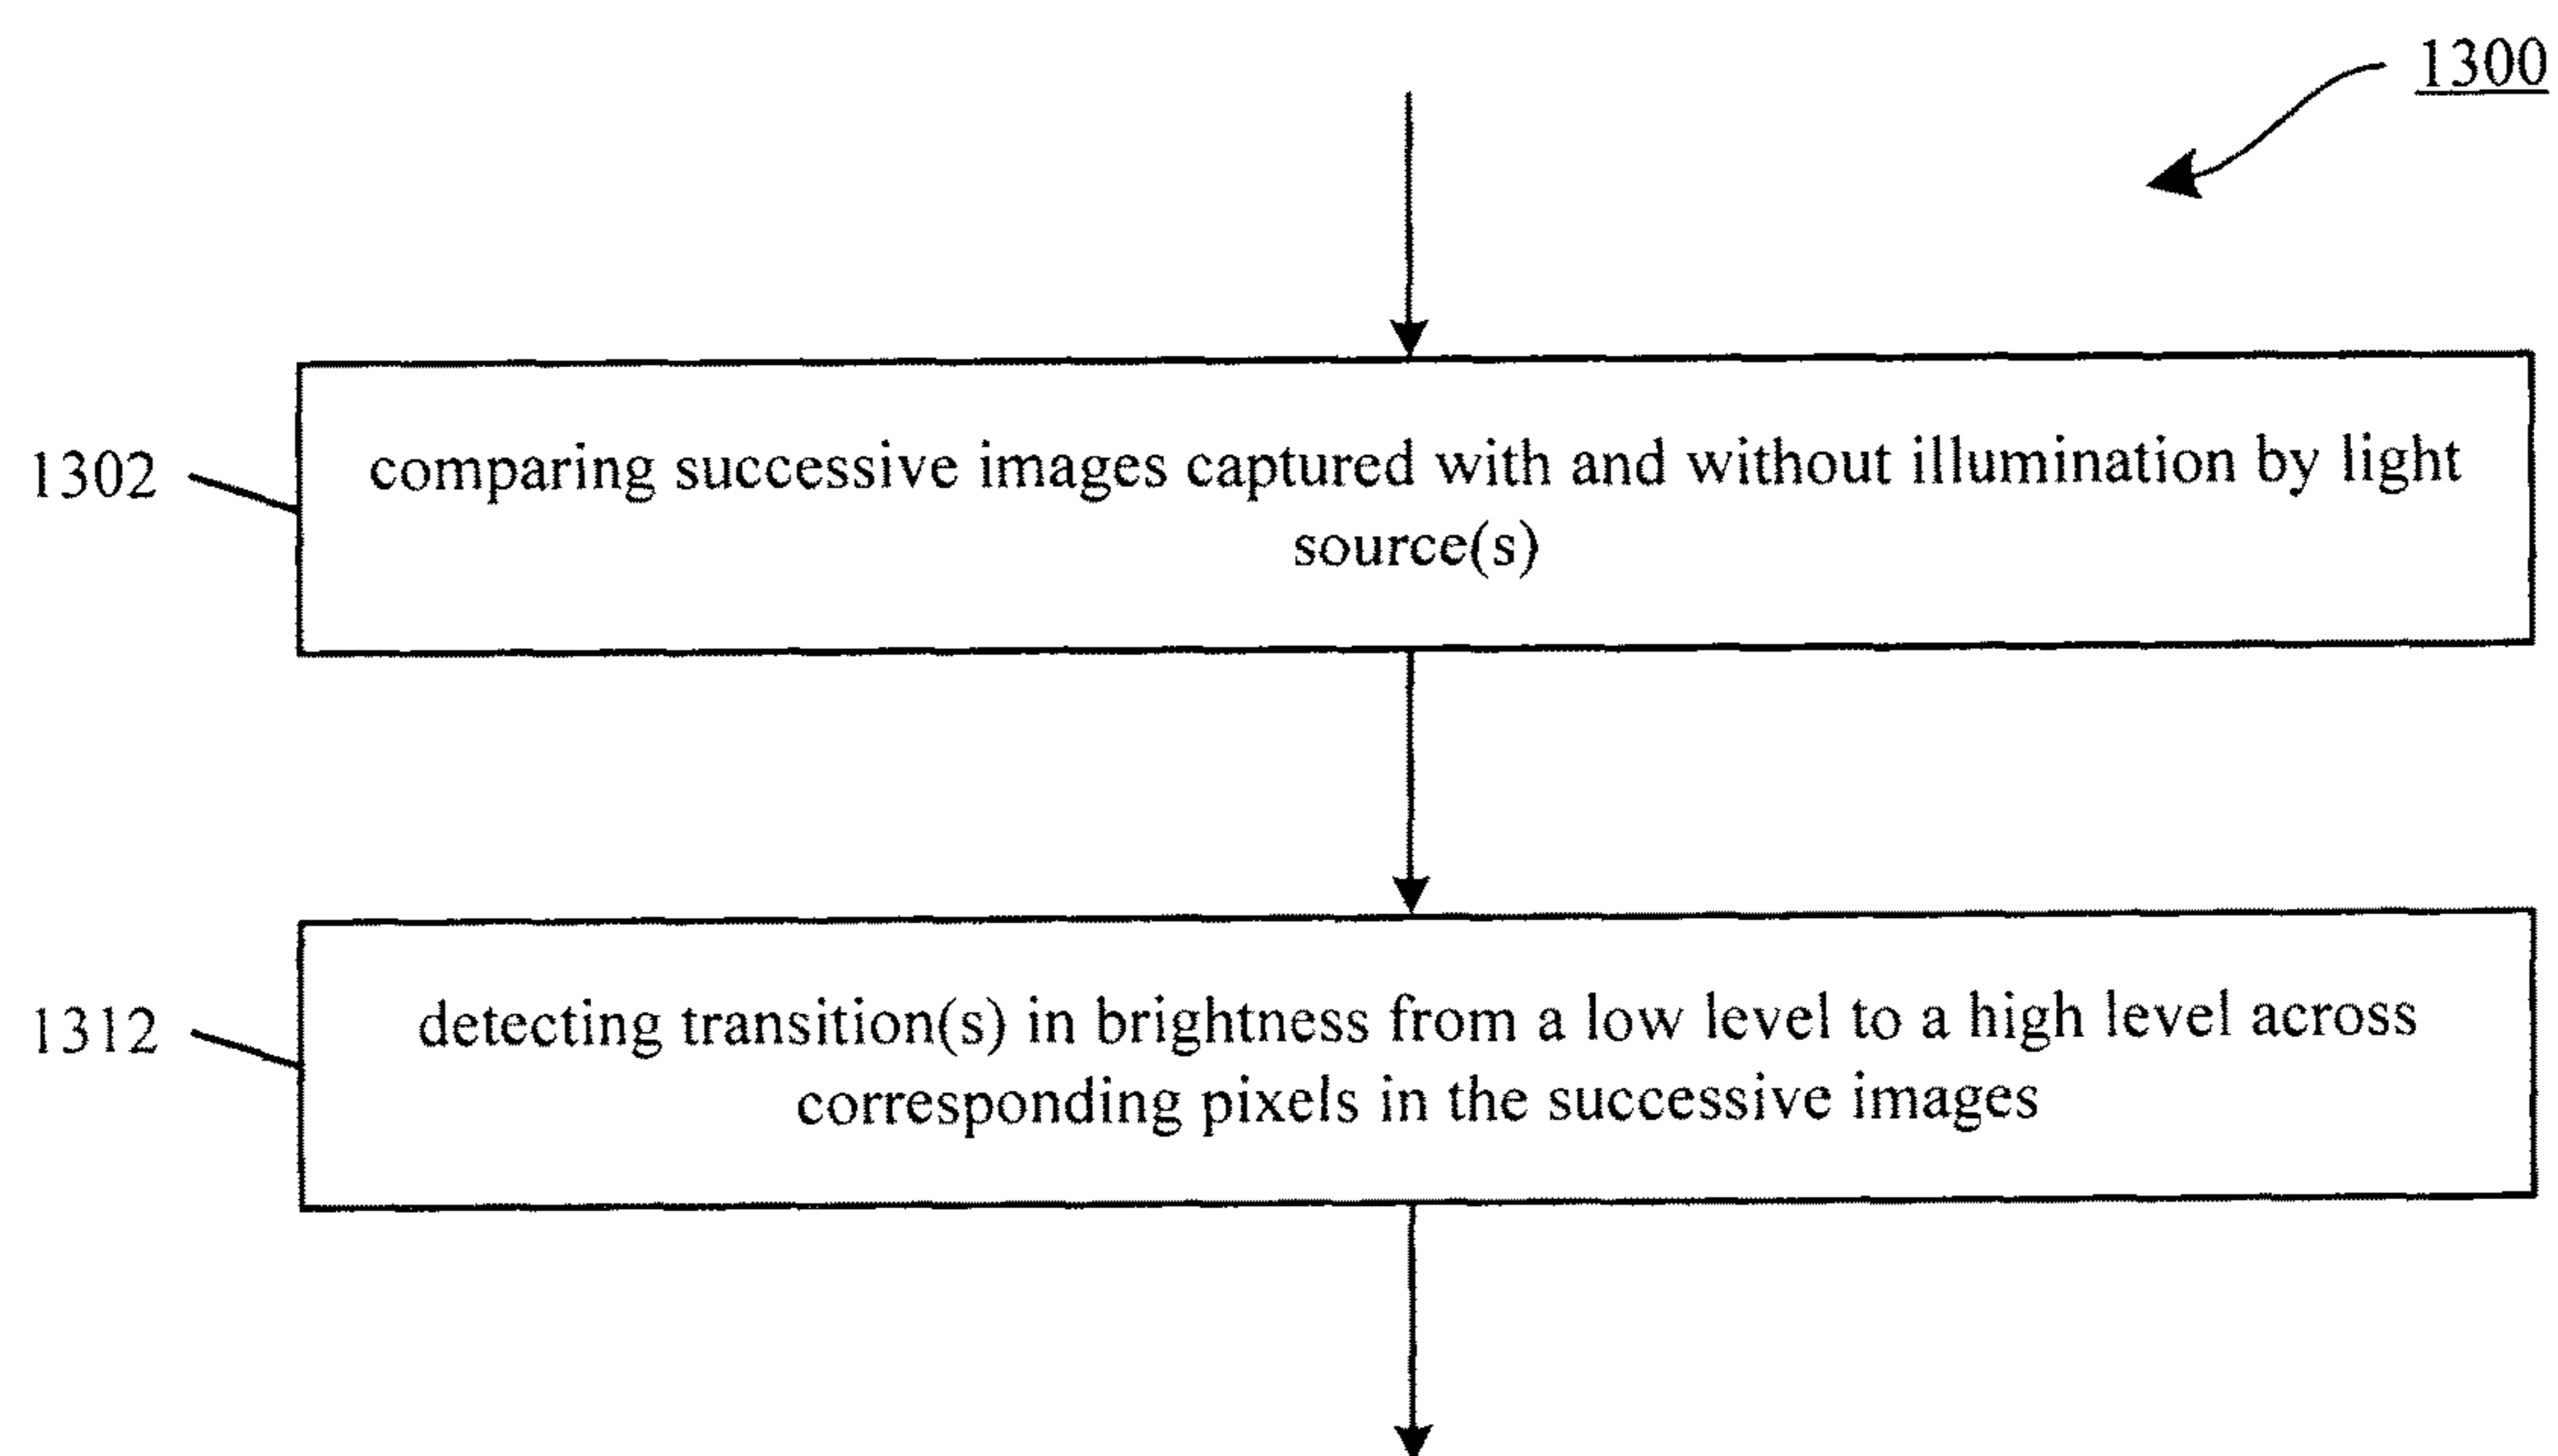 1300
1302
comparing successive images captured with and without illumination by light
source(s)
1312
detecting transition(s) in brightness from a low level to a high level across
corresponding pixels in the successive images